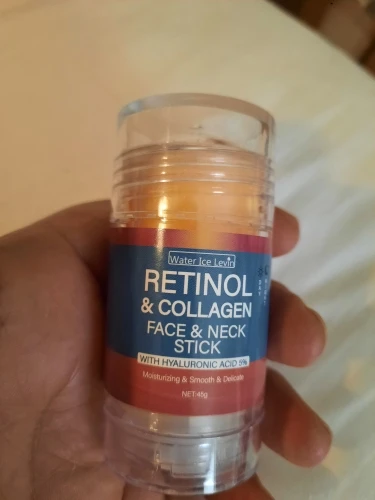 Water Ice Levin
RETINOL
& COLLAGEN
FACE & NECK
STICK
WITH HYALURONIC ACID 5%
Moisturizing & Smooth & Delicate
NET·45g